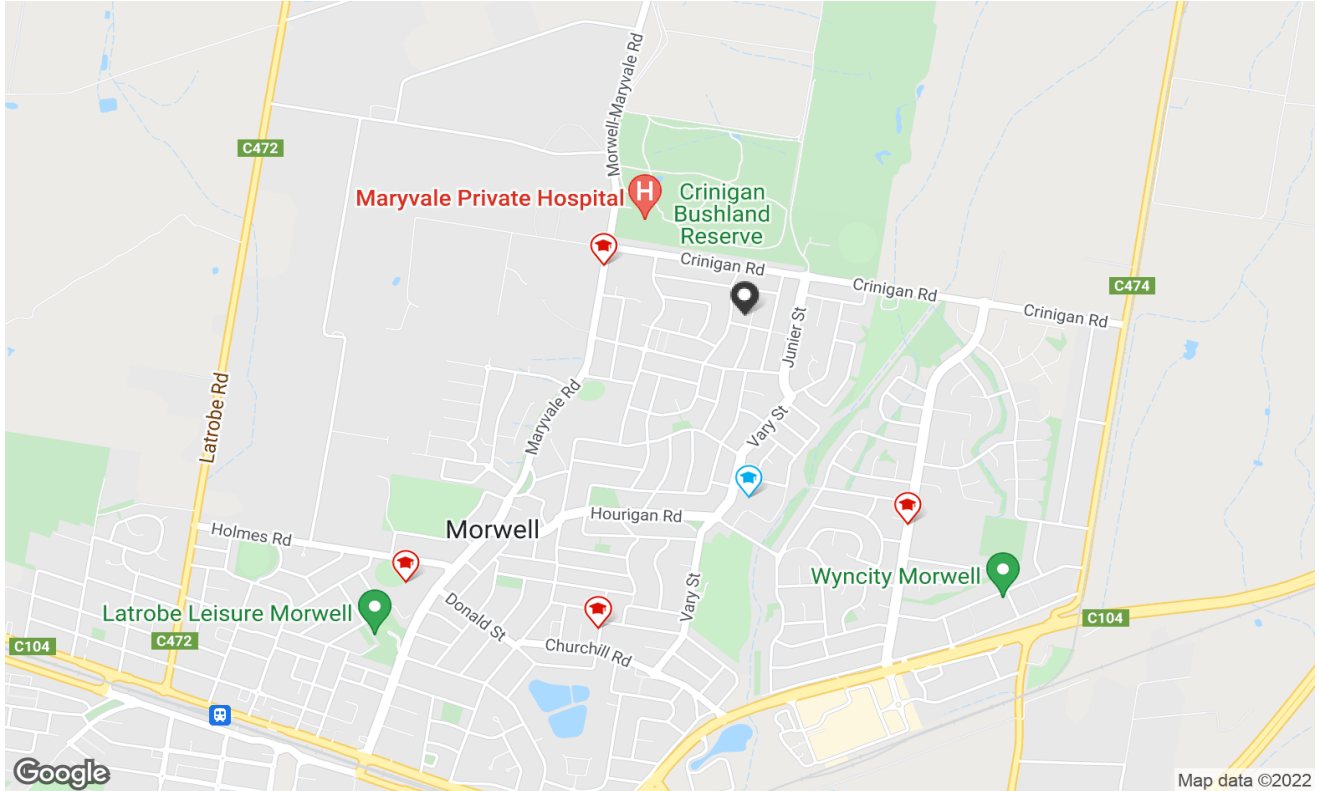 Morwell-Maryvale Rd
C472
Maryvale Private Hospital
H
Crinigan
Bushland
Reserve
Crinigan Rd
Crinigan Rd
C474
Crinigan Rd
Junier St
Latrobe Rd
Maryvale Rd
Vary St
Holmes Rd
Morwell
Hourigan Rd
Wyncity Morwell
Latrobe Leisure Morwell
Donald St
Vary St
C104
C472
C104
Churchill Rd
Google
Map data ©2022